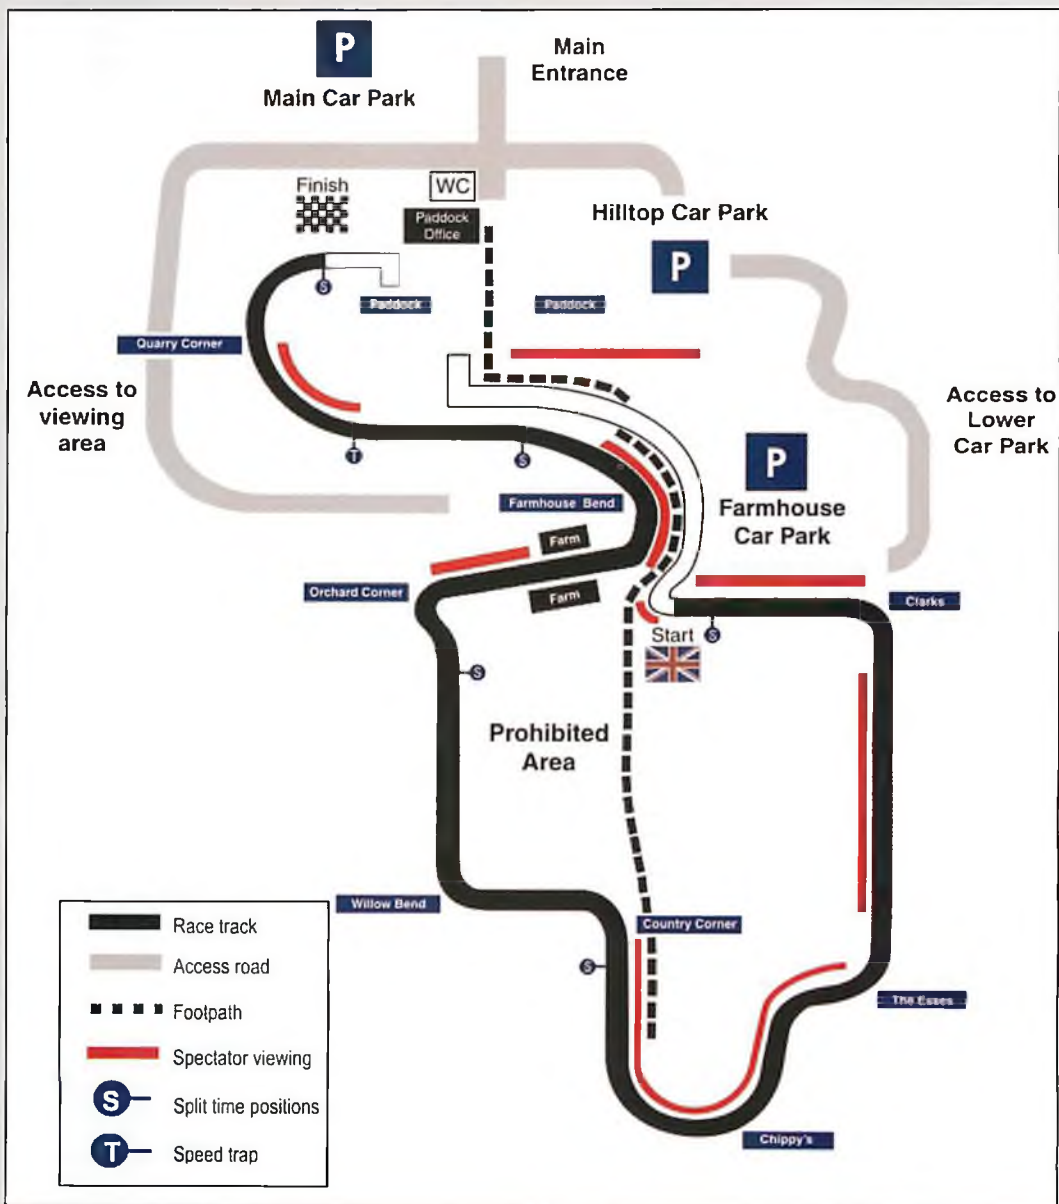 P
Main Car Park
Main
Entrance
Finish
WC
Paddock
Office
Hilltop Car Park
P
Paddock
Paddock
Quarry Corner
S
Access to
viewing
area
Access to
Lower
Car Park
T
S
P
Farmhouse
Car Park
Farmhouse Bend
Farm
Orchard Corner
Farm
Clarks
Start
S
S
Prohibited
Area
Willow Bend
Country Corner
S
The Esses
Chippy's
Race track
Access road
Footpath
Spectator viewing
S
Split time positions
T
Speed trap